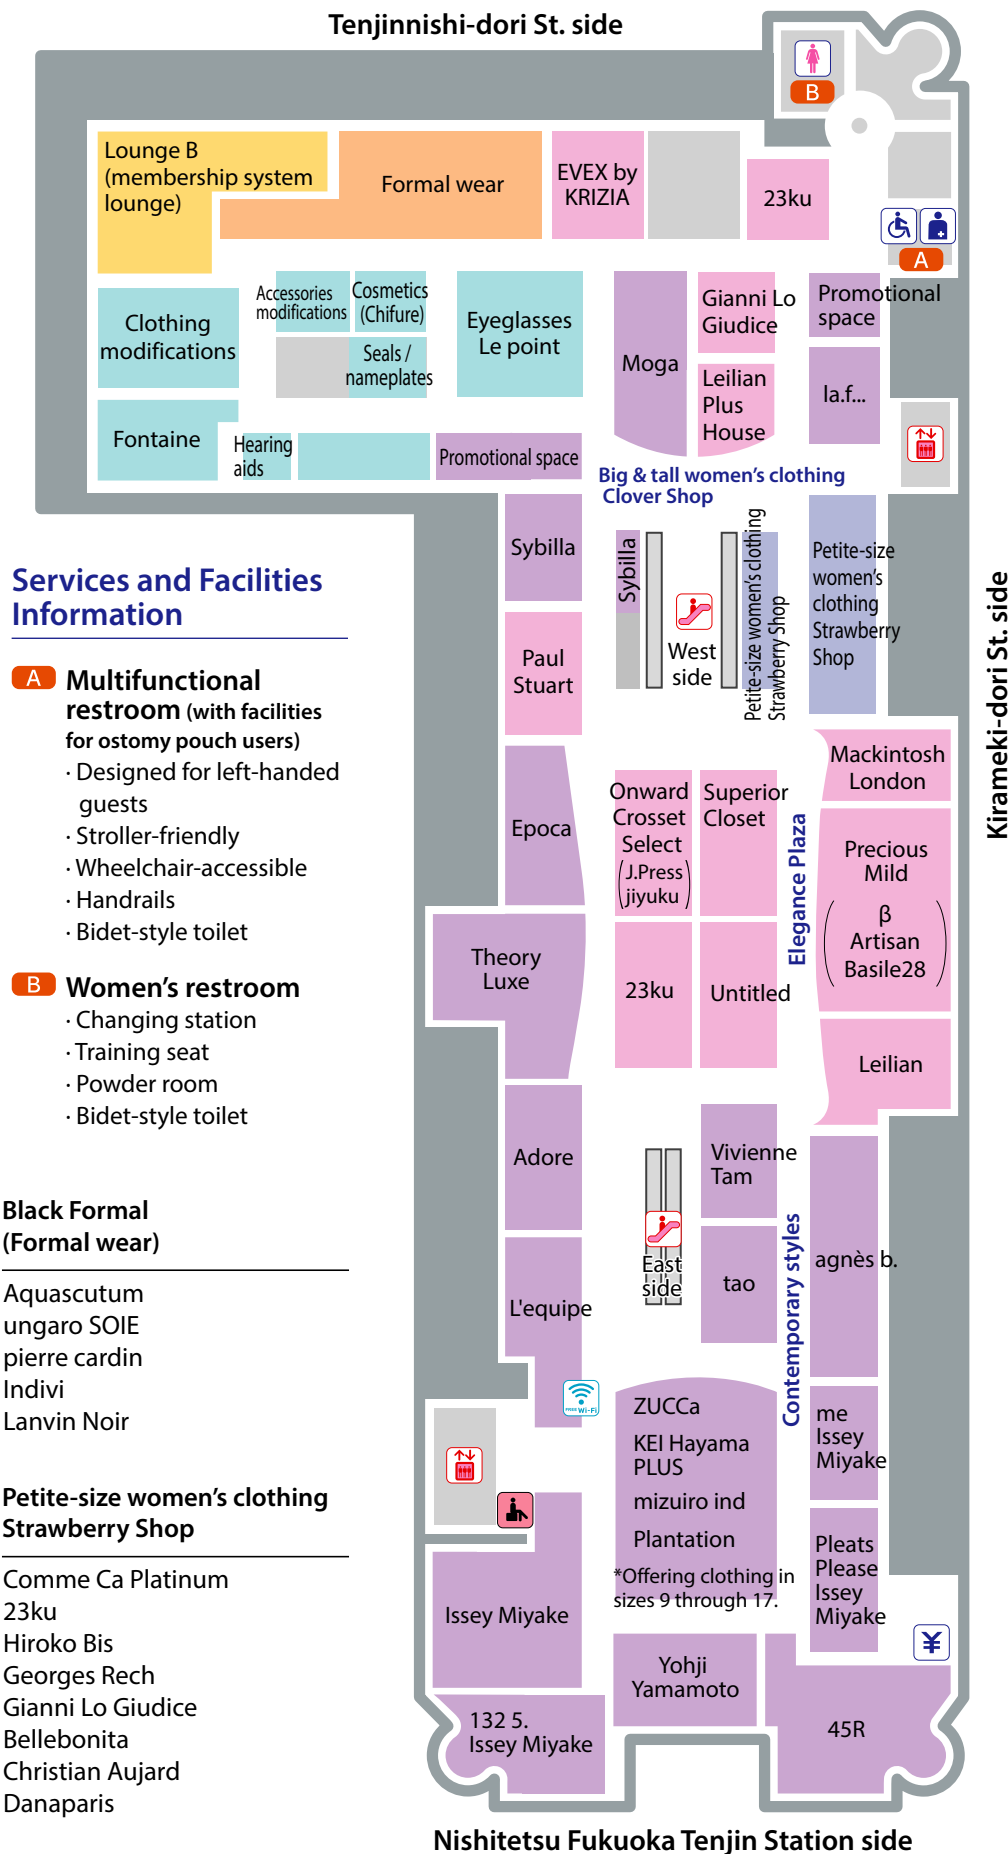 Tenjinnishi-dori St. side
B
Lounge B
(membership system
lounge)
Formal wear
EVEX by
KRIZIA
23ku
A
Clothing
modifications
Accessories
modifications
Cosmetics
(Chifure)
Seals /
nameplates
Eyeglasses
Le point
Moga
Gianni Lo
Giudice
Leilian
Plus
House
Promotional
space
la.f...
Fontaine
Hearing
aids
Promotional space
Big & tall women's clothing
Clover Shop
Sybilla
Sybilla
West
side
Petite-size women's clothing
Strawberry Shop
Petite-size
women's
clothing
Strawberry
Shop
Kirameki-dori St. side
Services and Facilities
Information
A Multifunctional
restroom (with facilities
for ostomy pouch users)
· Designed for left-handed
guests
· Stroller-friendly
· Wheelchair-accessible
· Handrails
· Bidet-style toilet
B Women's restroom
· Changing station
· Training seat
· Powder room
· Bidet-style toilet
Paul
Stuart
Epoca
Onward
Crosset
Select
(J.Press
jiyuku)
Superior
Closet
Elegance Plaza
Mackintosh
London
Precious
Mild
(β
Artisan
Basile28)
Theory
Luxe
23ku
Untitled
Leilian
Adore
Vivienne
Tam
East
side
tao
Contemporary styles
agnès b.
L'equipe
FREE Wi-Fi
ZUCCa
KEI Hayama
PLUS
mizuiro ind
Plantation
*Offering clothing in
sizes 9 through 17.
me
Issey
Miyake
Pleats
Please
Issey
Miyake
¥
Issey Miyake
Yohji
Yamamoto
132 5.
Issey Miyake
45R
Black Formal
(Formal wear)
Aquascutum
ungaro SOIE
pierre cardin
Indivi
Lanvin Noir
Petite-size women's clothing
Strawberry Shop
Comme Ca Platinum
23ku
Hiroko Bis
Georges Rech
Gianni Lo Giudice
Bellebonita
Christian Aujard
Danaparis
Nishitetsu Fukuoka Tenjin Station side